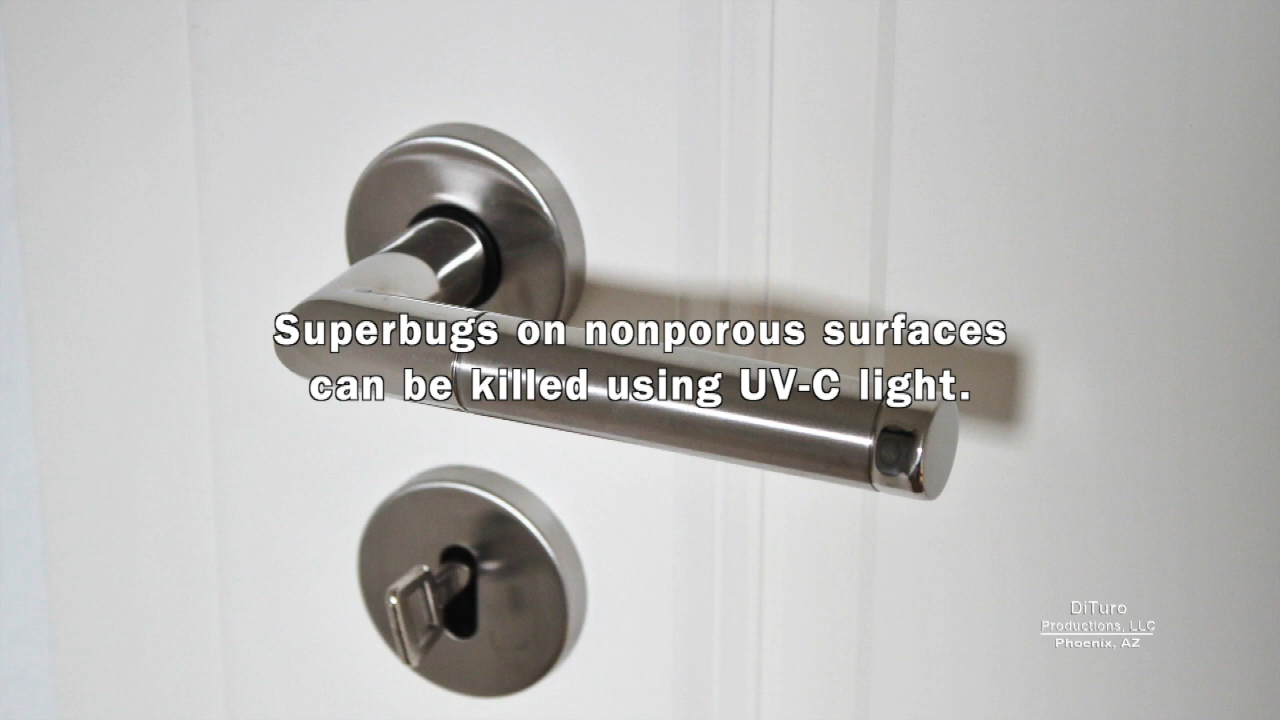 Superbugs on nonporous surfaces
can be killed using UV-C light.
DiTuro
Productions, LLC
Phoenix, AZ